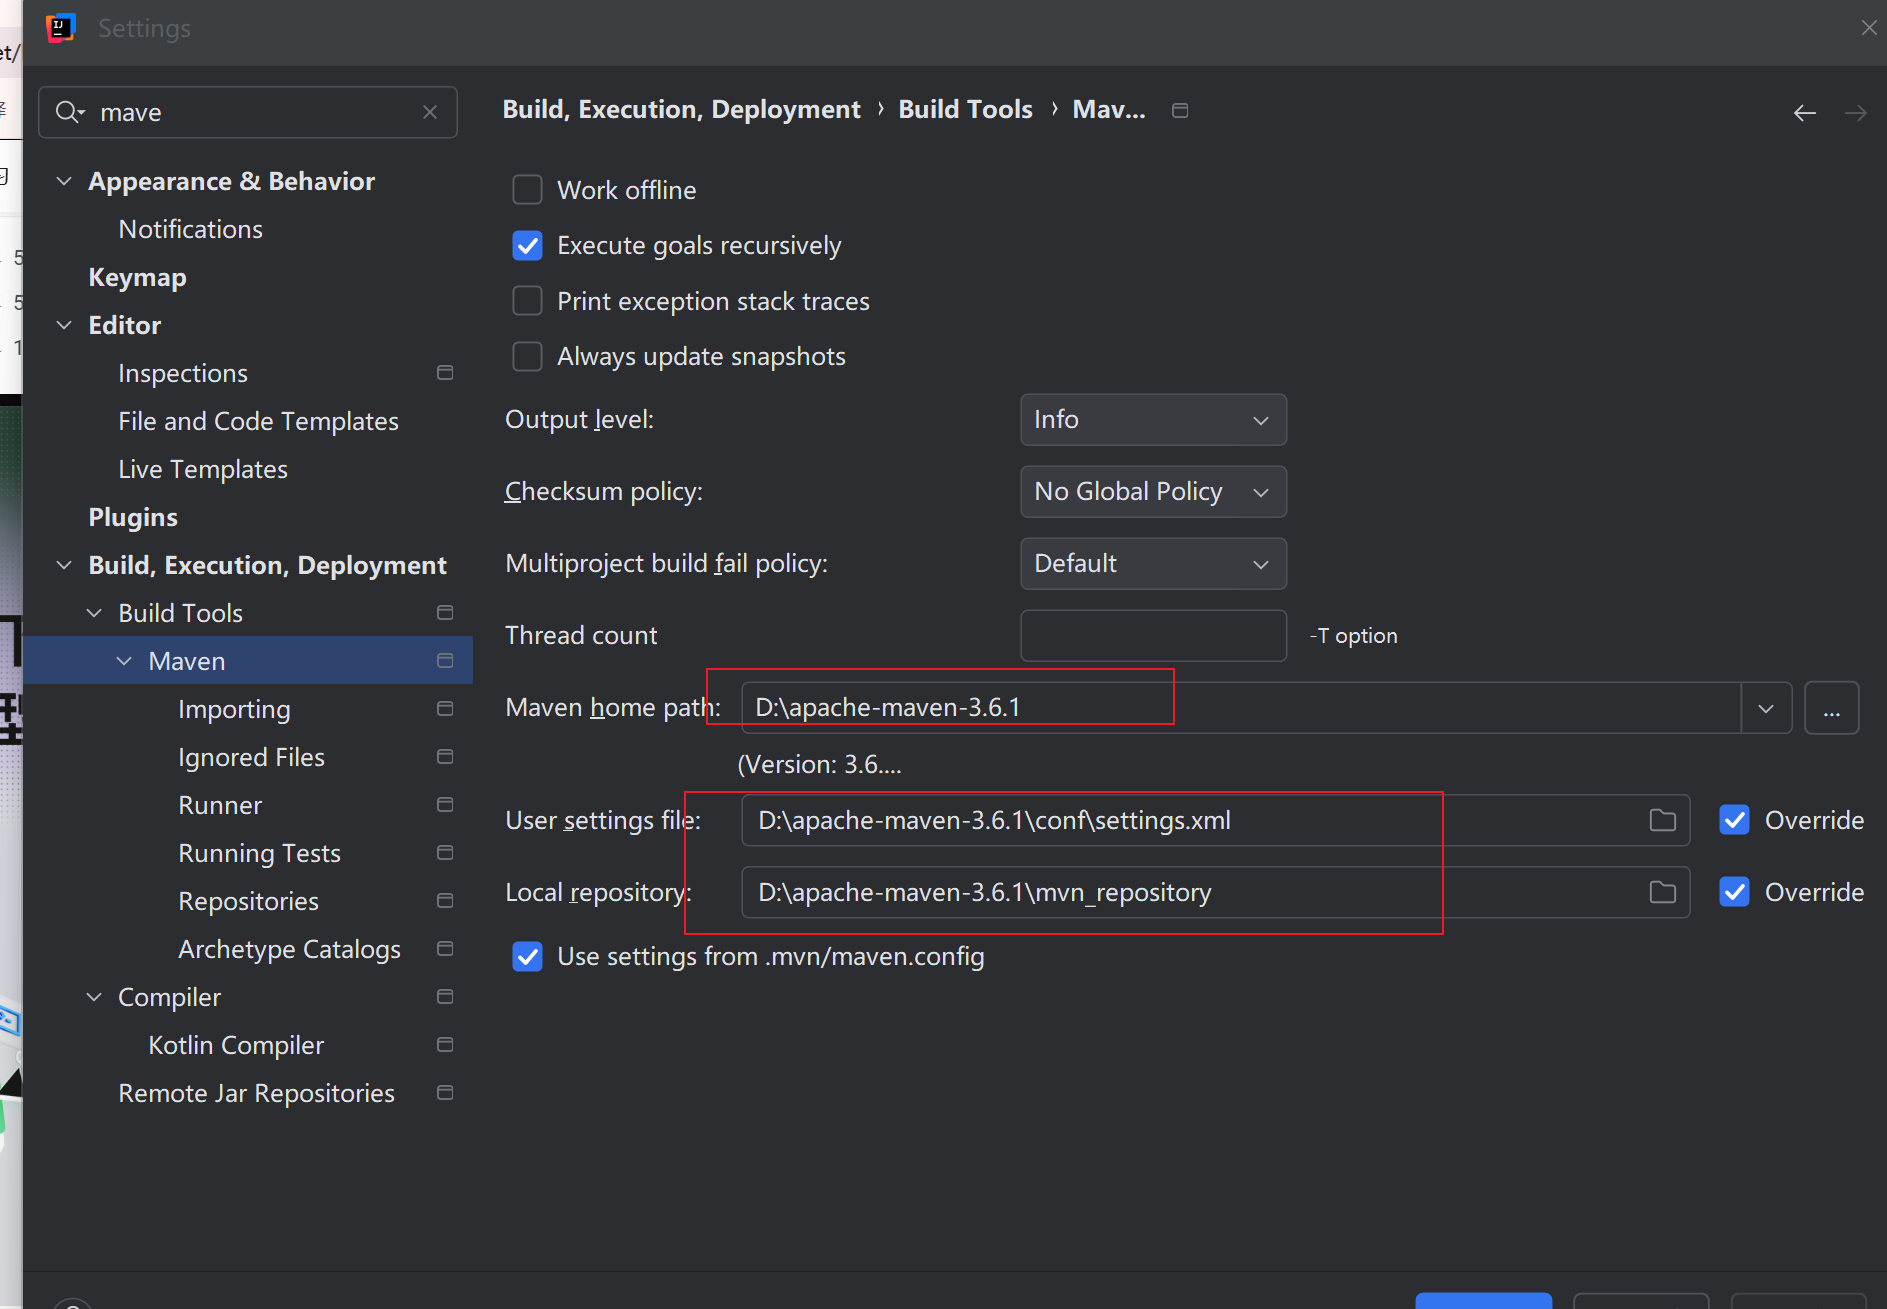 Settings
et/
mave
Build, Execution, Deployment › Build Tools › Mav...
Appearance & Behavior
Notifications
Keymap
Editor
Inspections
File and Code Templates
Live Templates
Plugins
Build, Execution, Deployment
Build Tools
Maven
Importing
Ignored Files
Runner
Running Tests
Repositories
Archetype Catalogs
Compiler
Kotlin Compiler
Remote Jar Repositories
Work offline
Execute goals recursively
Print exception stack traces
Always update snapshots
Output level: Info
Checksum policy: No Global Policy
Multiproject build fail policy: Default
Thread count -T option
Maven home path: D:\apache-maven-3.6.1 ...
(Version: 3.6....
User settings file: D:\apache-maven-3.6.1\conf\settings.xml Override
Local repository: D:\apache-maven-3.6.1\mvn_repository Override
Use settings from .mvn/maven.config